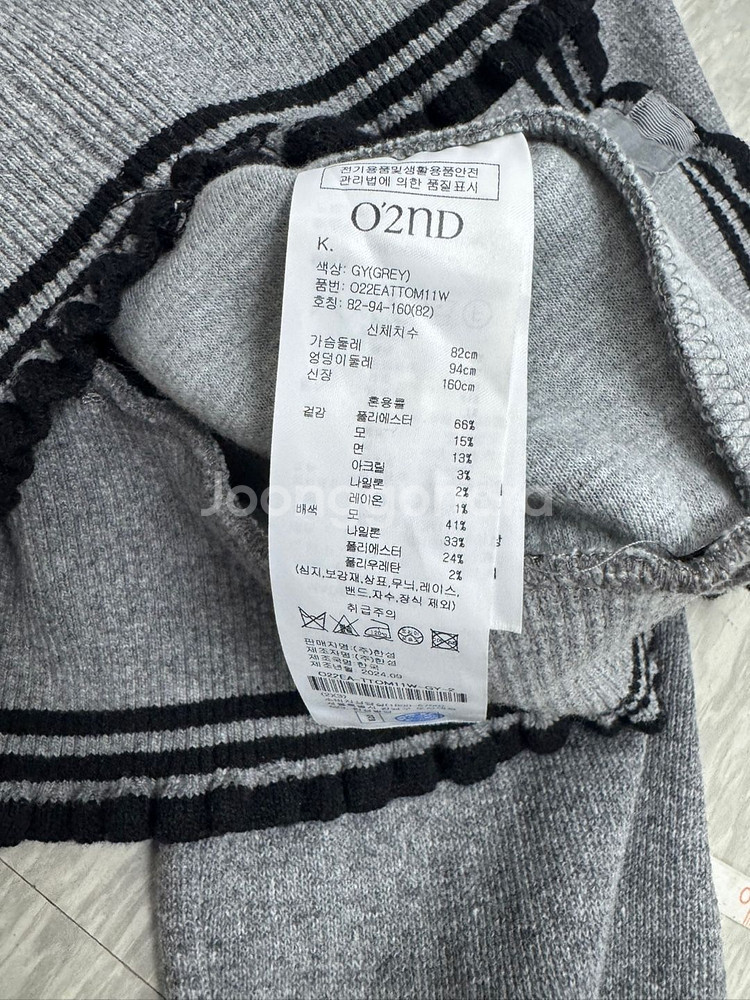 전기용품및생활용품안전
관리법에 의한 품질표시
O'2ND
K.
색상: GY(GREY)
품번: O22EATTOM11W
호칭: 82-94-160(82)
신체치수
가슴둘레 82cm
엉덩이둘레 94cm
신장 160cm
혼용률
겉감 폴리에스터 66%
모 15%
면 13%
아크릴 3%
나일론 2%
레이온 1%
배색 모 41%
나일론 33%
폴리에스터 24%
폴리우레탄 2%
(심지,보강재,상표,무늬,레이스,
밴드,자수,장식 제외)
취급주의
판매자명:(주)한섬
제조자명:(주)한섬
제조국명:한국
제조년월 2024.09
O22EA-TTOM11W-GY-2
Joonggonara